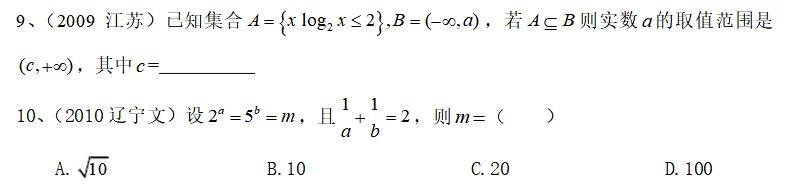 9、(2009 江苏) 已知集合 A={x log₂ x≤2},B=(-∞,a), 若 A⊆B 则实数 a 的取值范围是
(c,+∞), 其中 c=__________
10、(2010 辽宁文) 设 2ᵃ=5ᵇ=m, 且 1/a+1/b=2, 则 m=( )
A. √10 B. 10 C. 20 D. 100